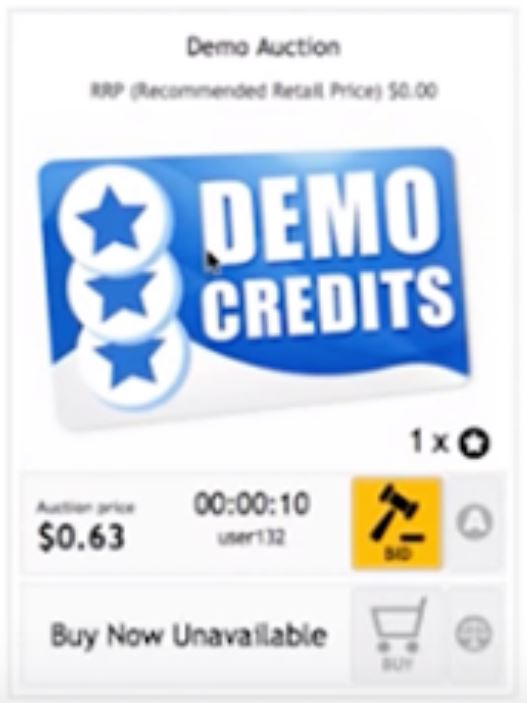 Demo Auction
RRP (Recommended Retail Price) $0.00
DEMO
CREDITS
1 x
Auction price
$0.63
00:00:10
user132
BID
Buy Now Unavailable
BUY